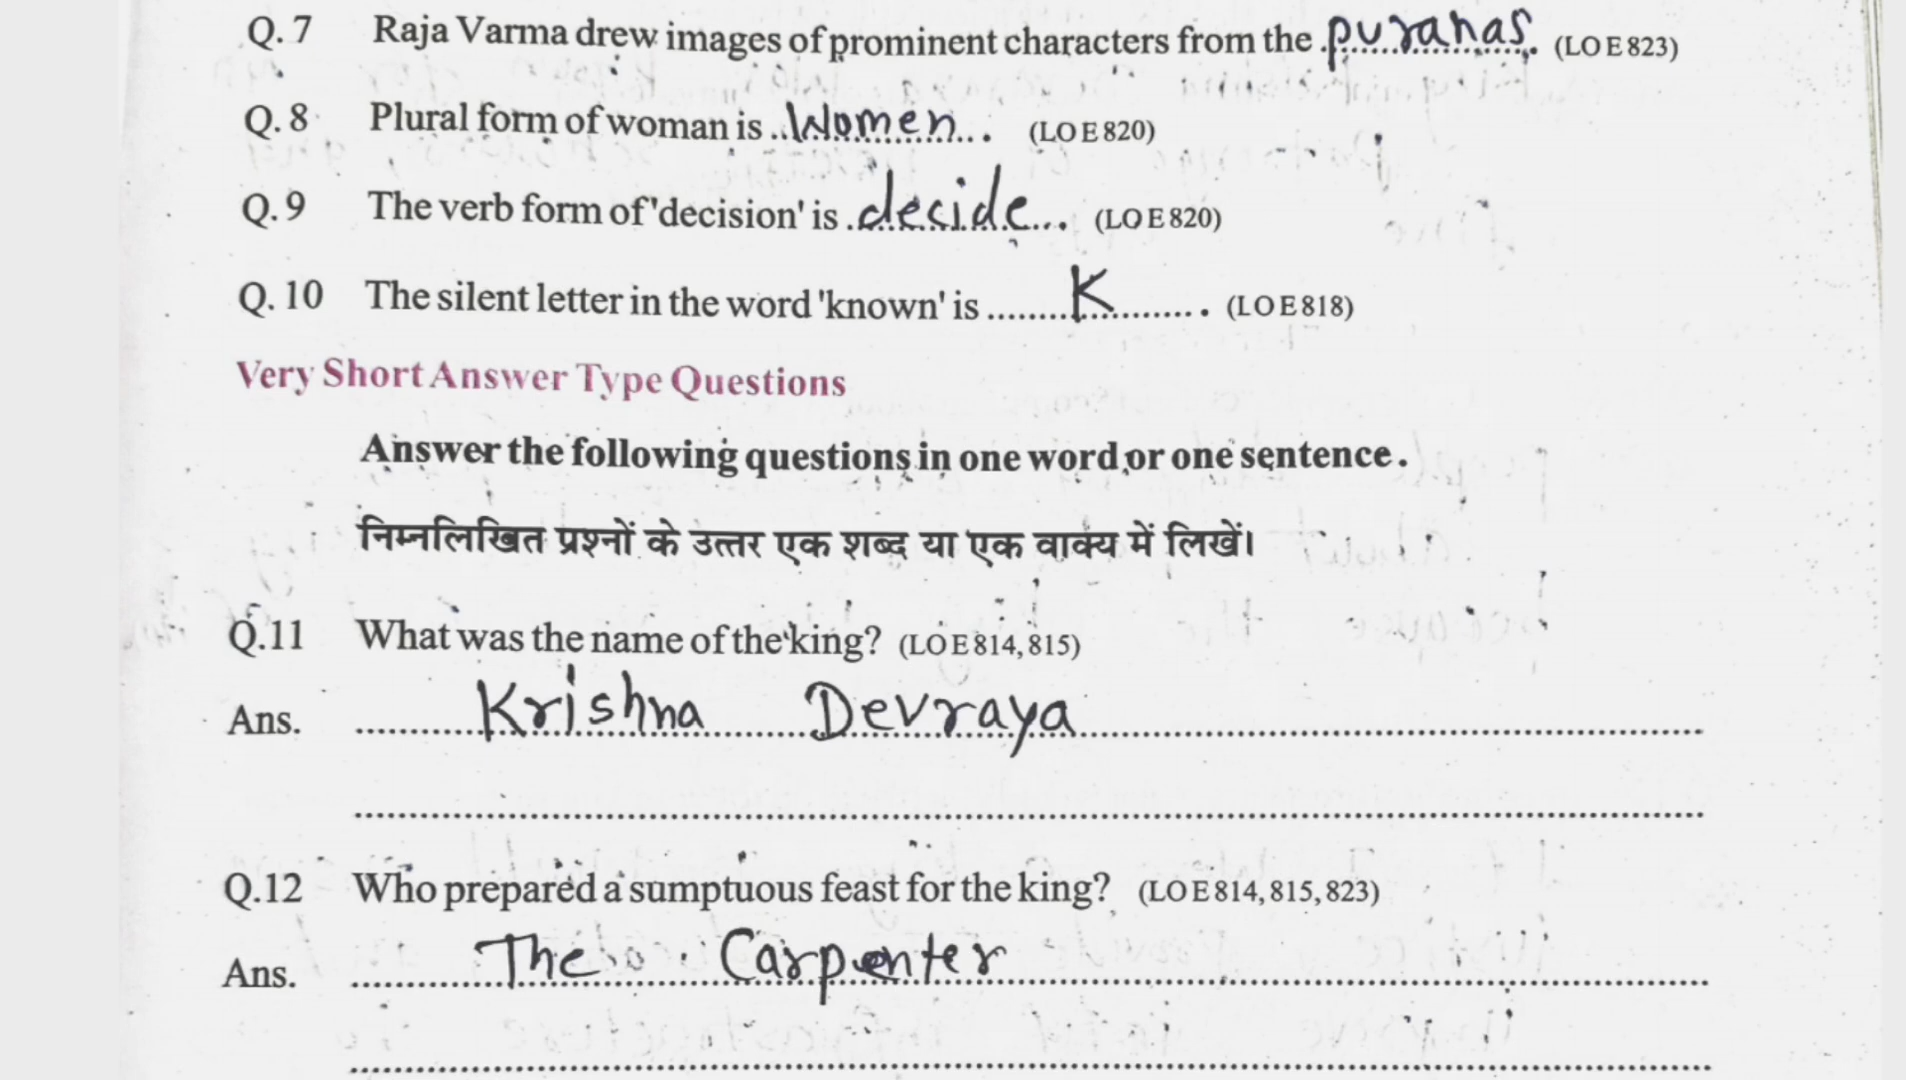 Q. 7 Raja Varma drew images of prominent characters from the .puranas. (LO E 823)
Q. 8 Plural form of woman is ..Women... (LO E 820)
Q. 9 The verb form of 'decision' is .decide... (LO E 820)
Q. 10 The silent letter in the word 'known' is ........K.......... (LO E 818)
Very Short Answer Type Questions
Answer the following questions in one word or one sentence.
निम्नलिखित प्रश्नों के उत्तर एक शब्द या एक वाक्य में लिखें।
Q.11 What was the name of the king? (LO E 814, 815)
Ans. Krishna Devraya
Q.12 Who prepared a sumptuous feast for the king? (LO E 814, 815, 823)
Ans. The Carpenter